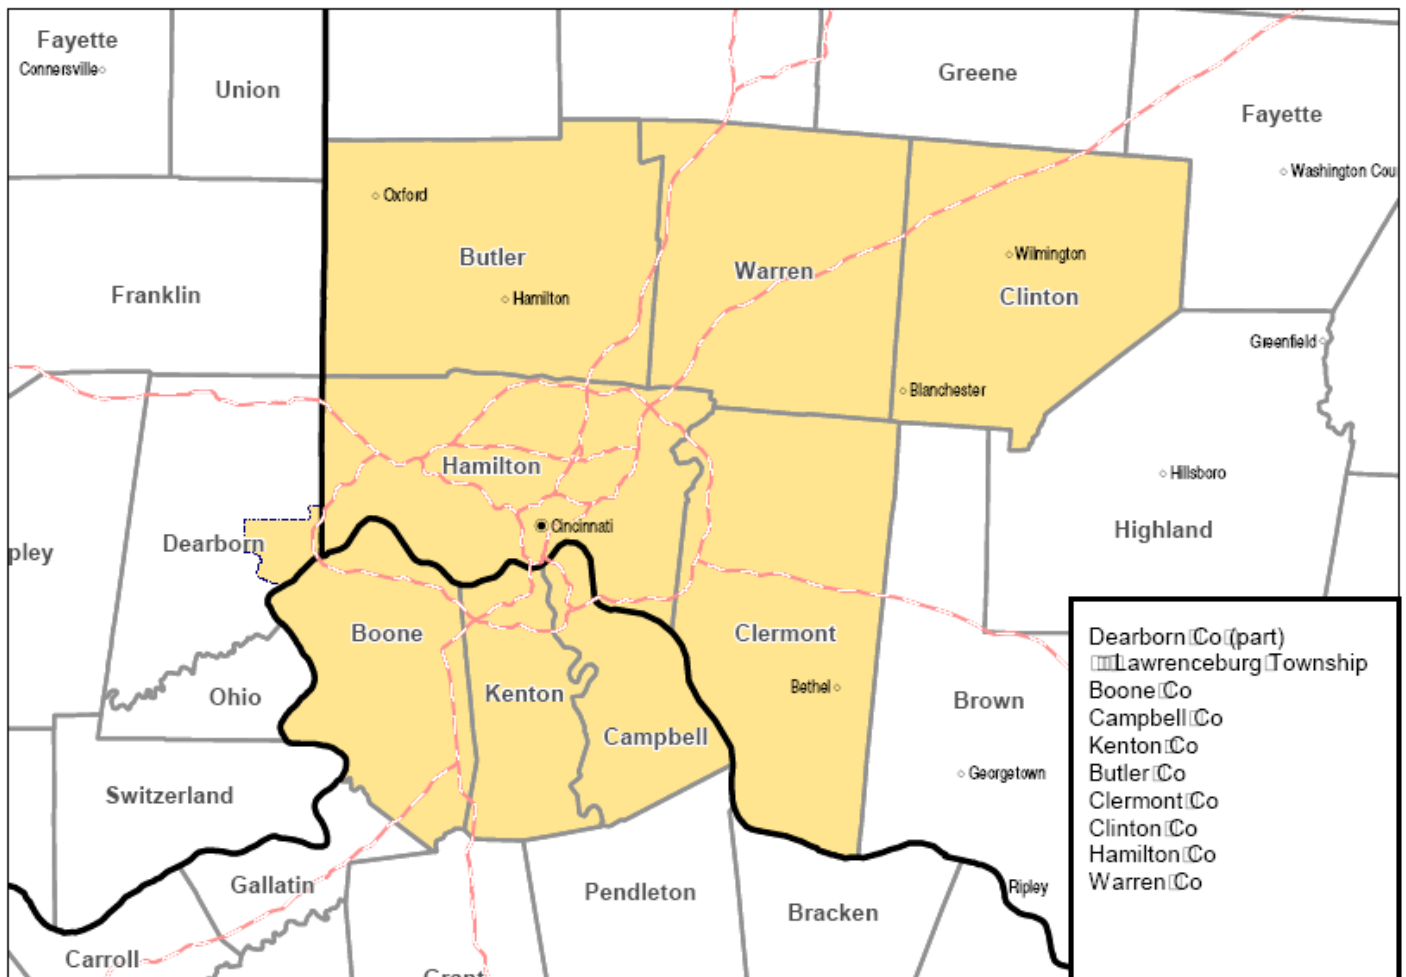 Fayette
Connersville
Union
Greene
Fayette
Washington Cou
Oxford
Butler
Hamilton
Warren
Wilmington
Clinton
Franklin
Greenfield
Blanchester
Hamilton
Hillsboro
Cincinnati
Highland
pley
Dearborn
Boone
Clermont
Kenton
Bethel
Ohio
Campbell
Brown
Georgetown
Switzerland
Gallatin
Pendleton
Bracken
Ripley
Carroll
Grant
Dearborn Co (part)
Lawrenceburg Township
Boone Co
Campbell Co
Kenton Co
Butler Co
Clermont Co
Clinton Co
Hamilton Co
Warren Co